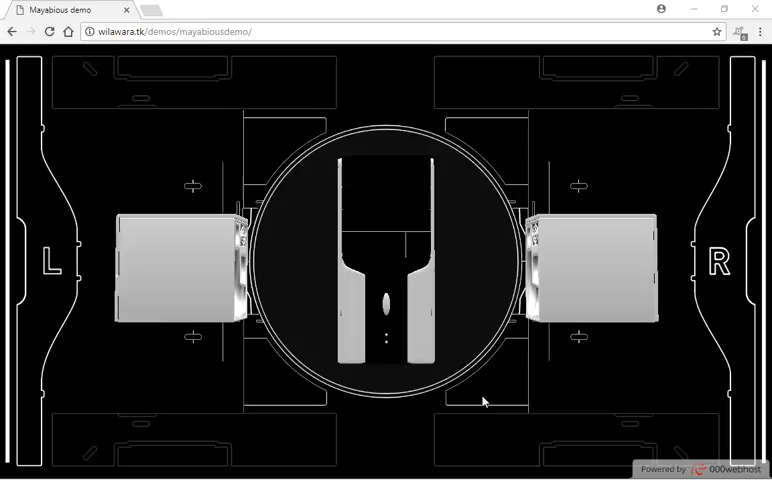 Mayabious demo
wilawara.tk/demos/mayabiousdemo/
L
R
Powered by 000webhost